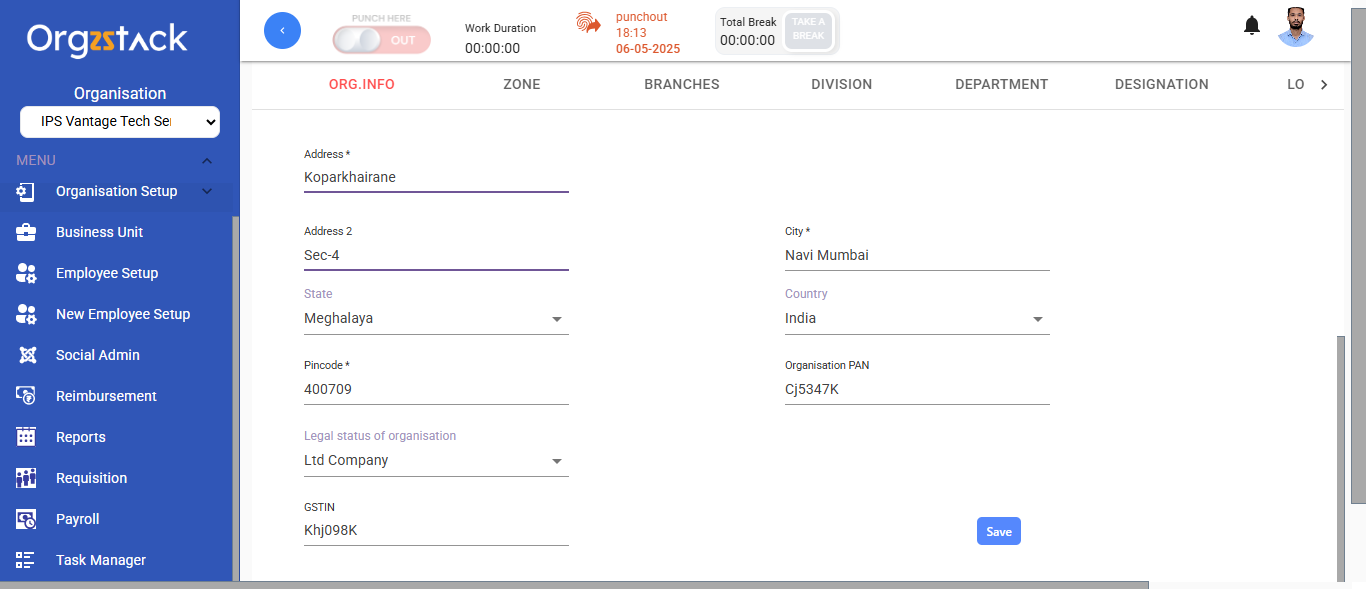 Orgzstack
Organisation
IPS Vantage Tech Ser
MENU
Organisation Setup
Business Unit
Employee Setup
New Employee Setup
Social Admin
Reimbursement
Reports
Requisition
Payroll
Task Manager
PUNCH HERE
OUT
Work Duration
00:00:00
punchout
18:13
06-05-2025
Total Break
00:00:00
TAKE A
BREAK
ORG.INFO ZONE BRANCHES DIVISION DEPARTMENT DESIGNATION LO
Address *
Koparkhairane
Address 2
Sec-4
City *
Navi Mumbai
State
Meghalaya
Country
India
Pincode *
400709
Organisation PAN
Cj5347K
Legal status of organisation
Ltd Company
GSTIN
Khj098K
Save